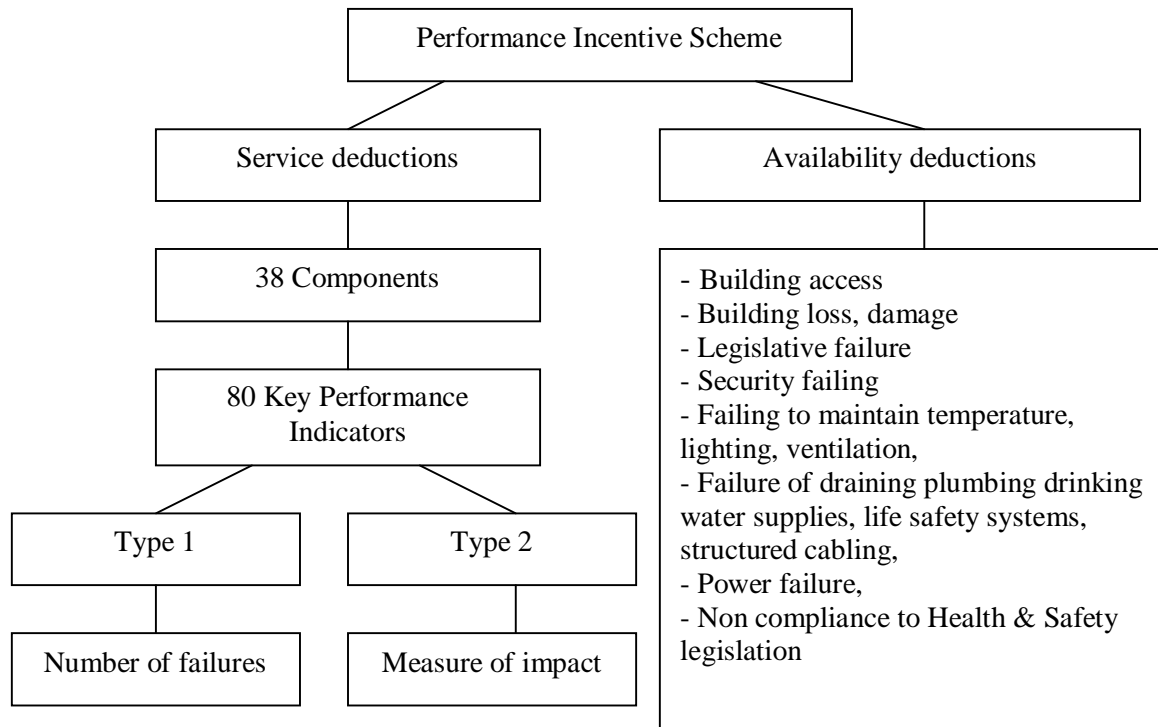 Performance Incentive Scheme
Service deductions
Availability deductions
38 Components
80 Key Performance
Indicators
Type 1
Type 2
Number of failures
Measure of impact
- Building access
- Building loss, damage
- Legislative failure
- Security failing
- Failing to maintain temperature,
lighting, ventilation,
- Failure of draining plumbing drinking
water supplies, life safety systems,
structured cabling,
- Power failure,
- Non compliance to Health & Safety
legislation